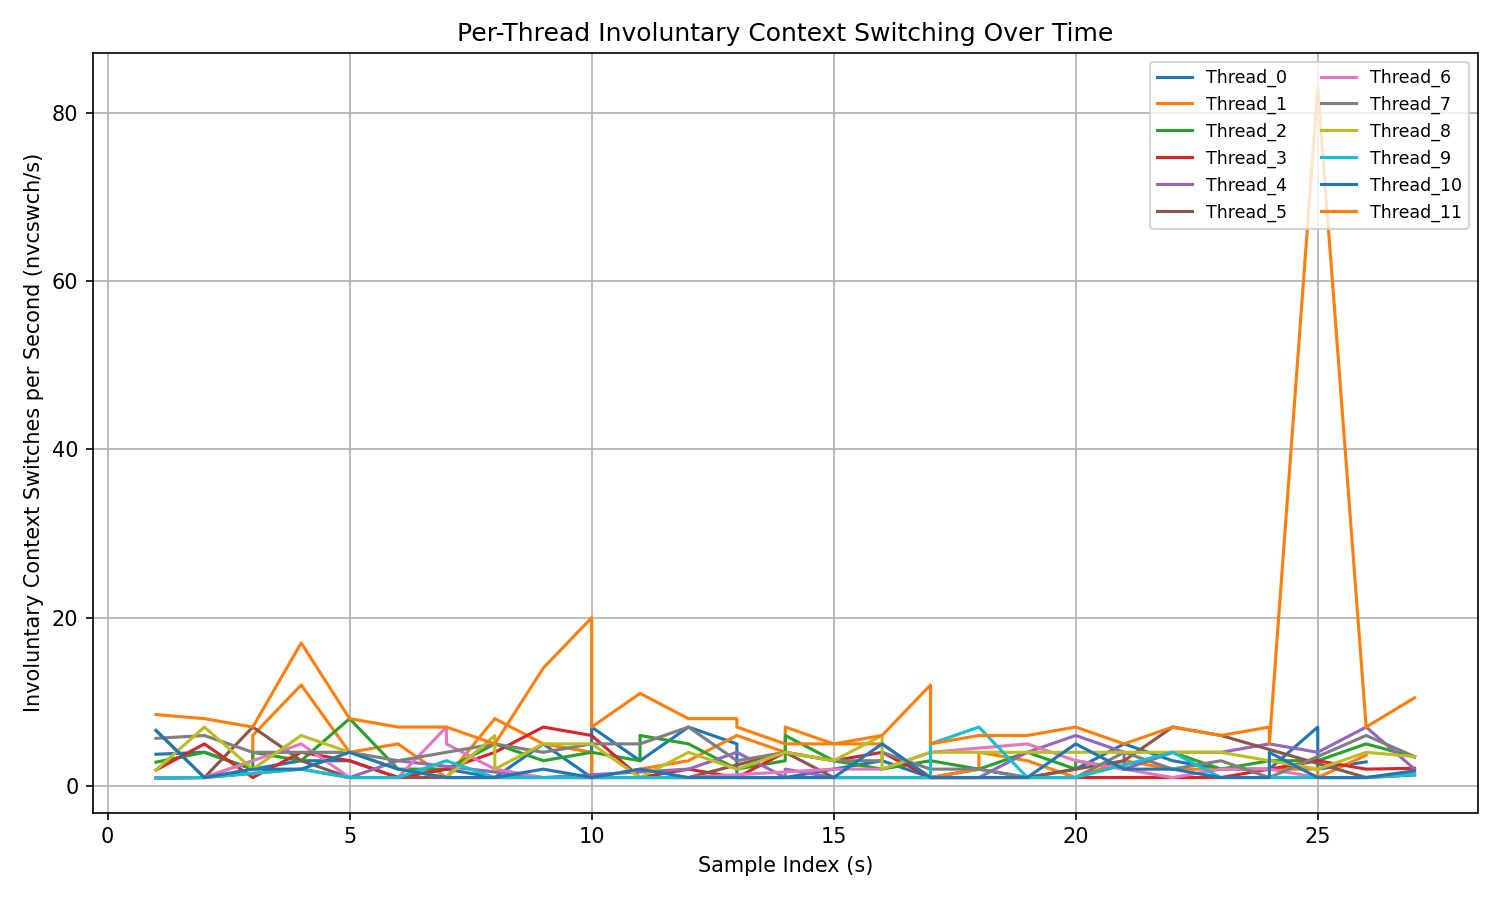 Per-Thread Involuntary Context Switching Over Time
Involuntary Context Switches per Second (nvcswch/s)
80
60
40
20
0
0
5
10
15
20
25
Sample Index (s)
Thread_0
Thread_1
Thread_2
Thread_3
Thread_4
Thread_5
Thread_6
Thread_7
Thread_8
Thread_9
Thread_10
Thread_11